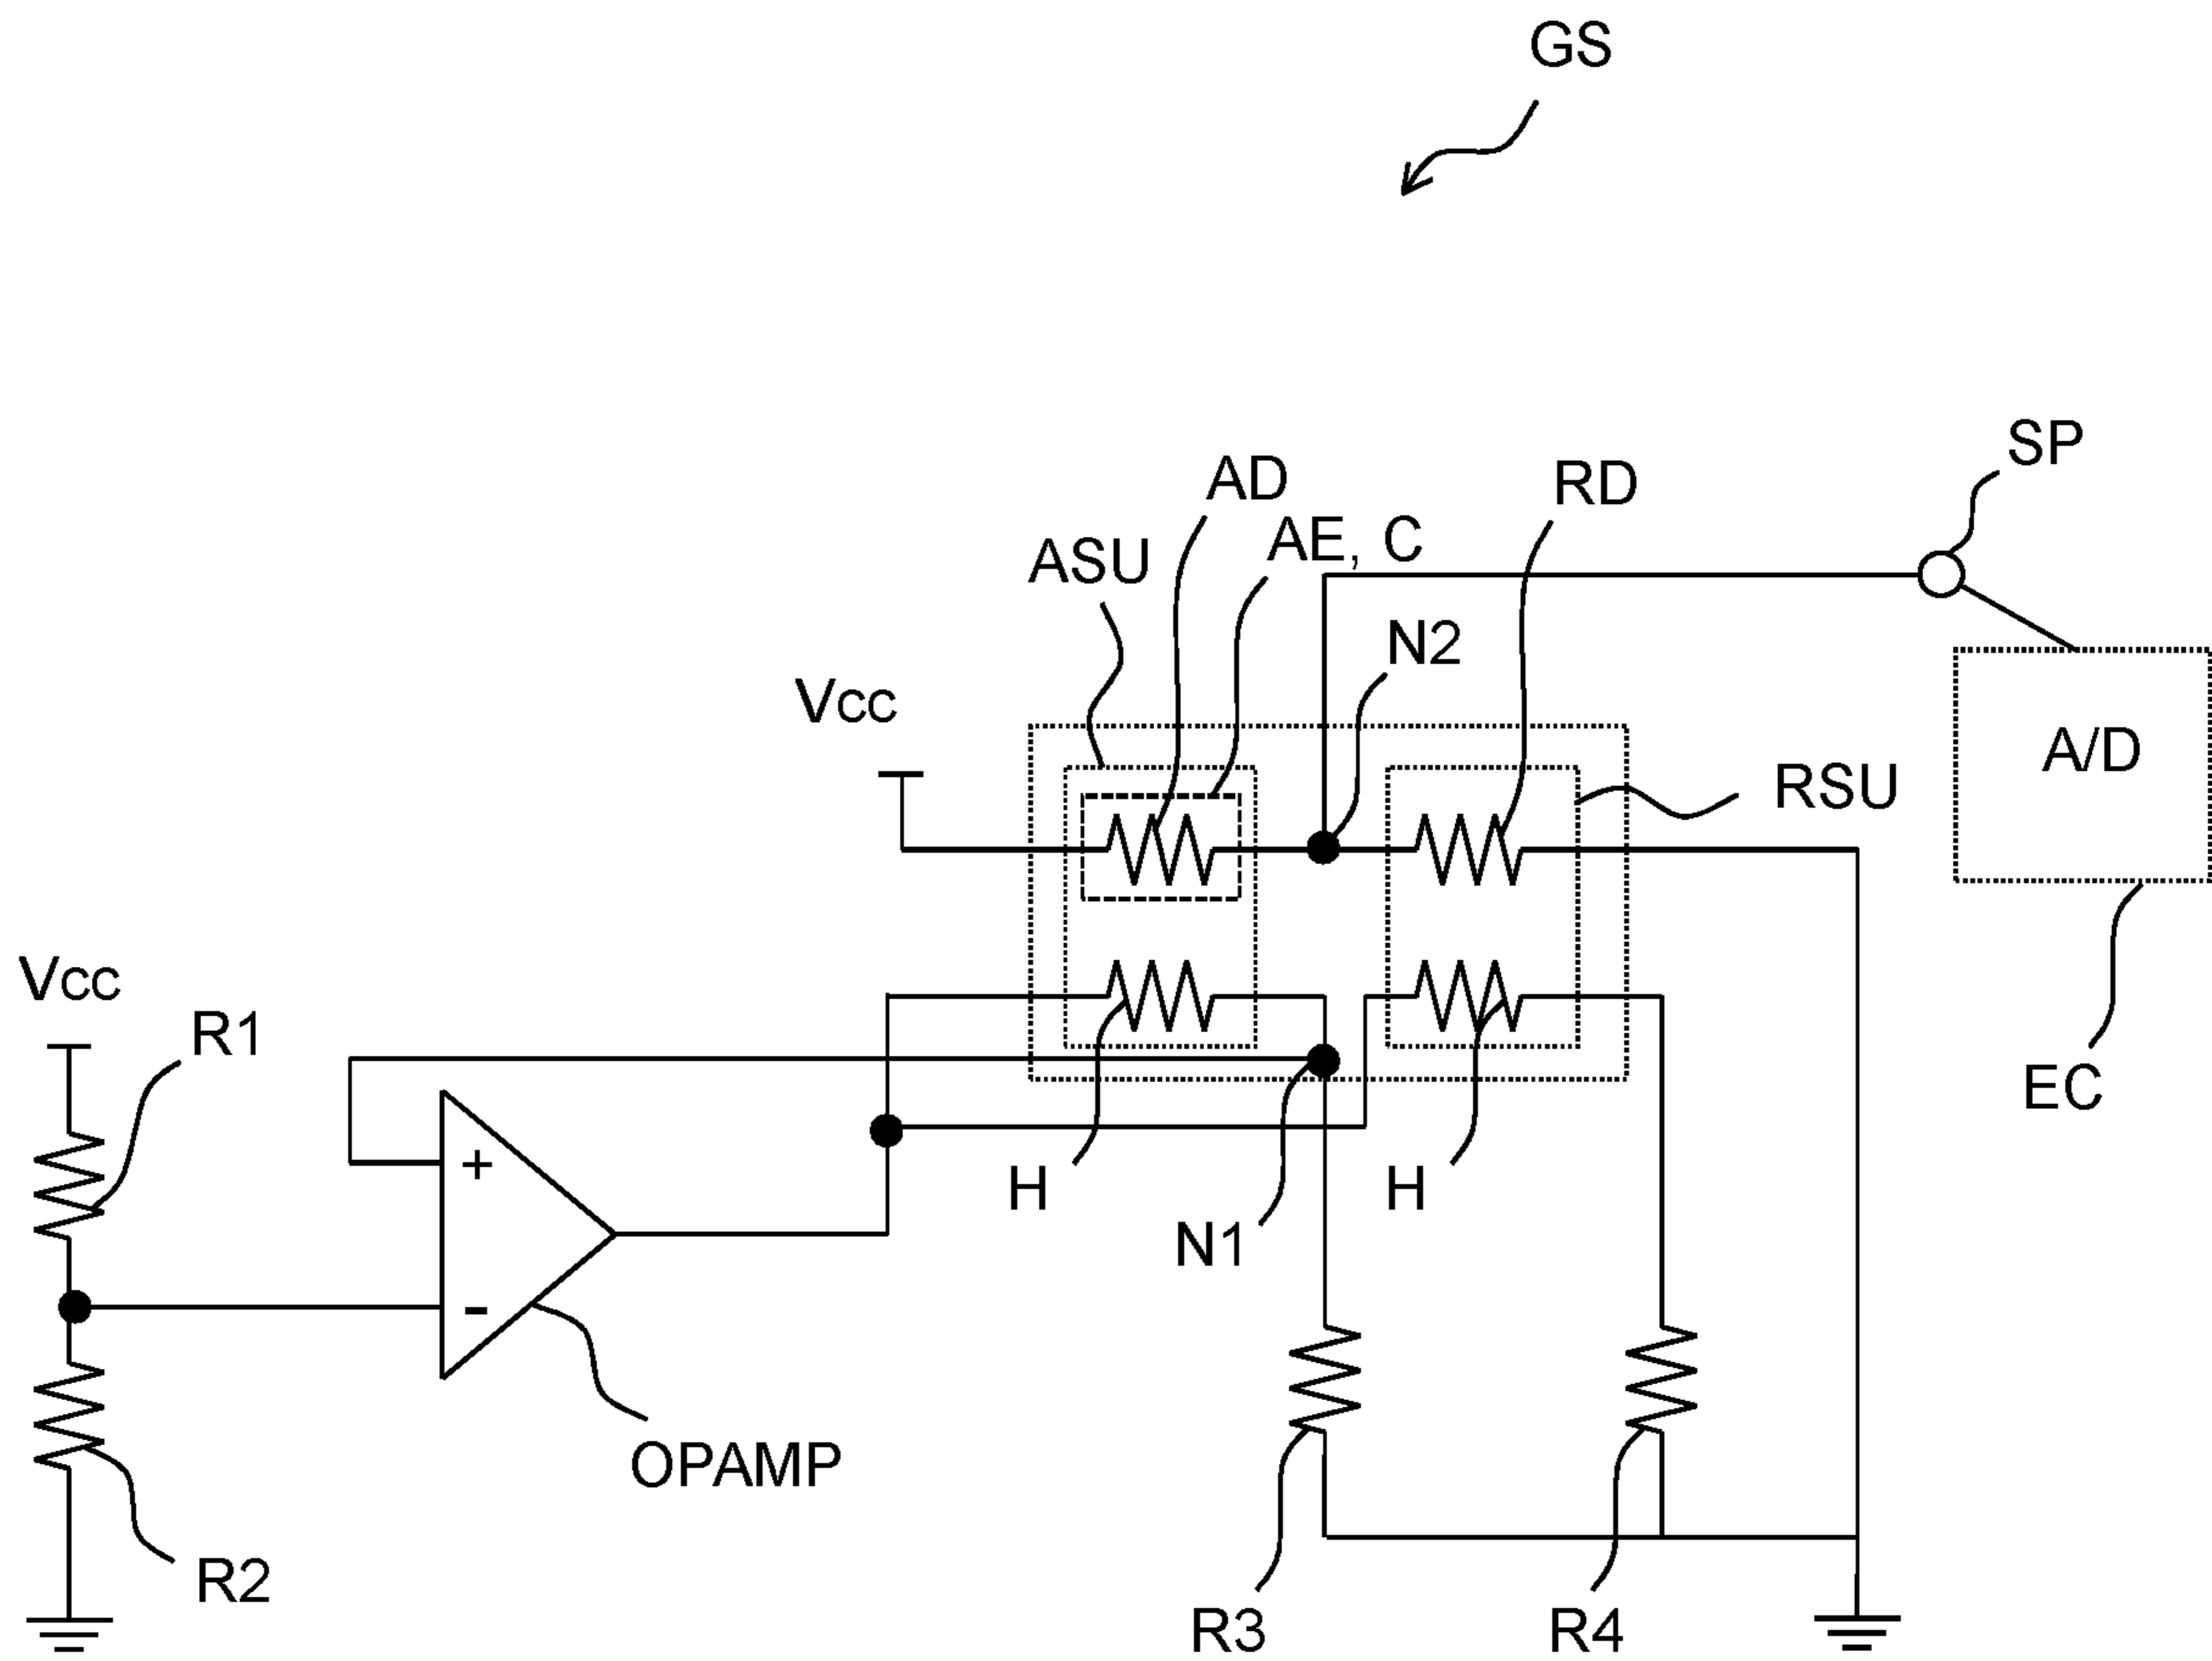 GS
SP
AD
RD
AE, C
ASU
N2
VCC
A/D
RSU
VCC
R1
EC
+
H
H
N1
-
OPAMP
R2
R3
R4